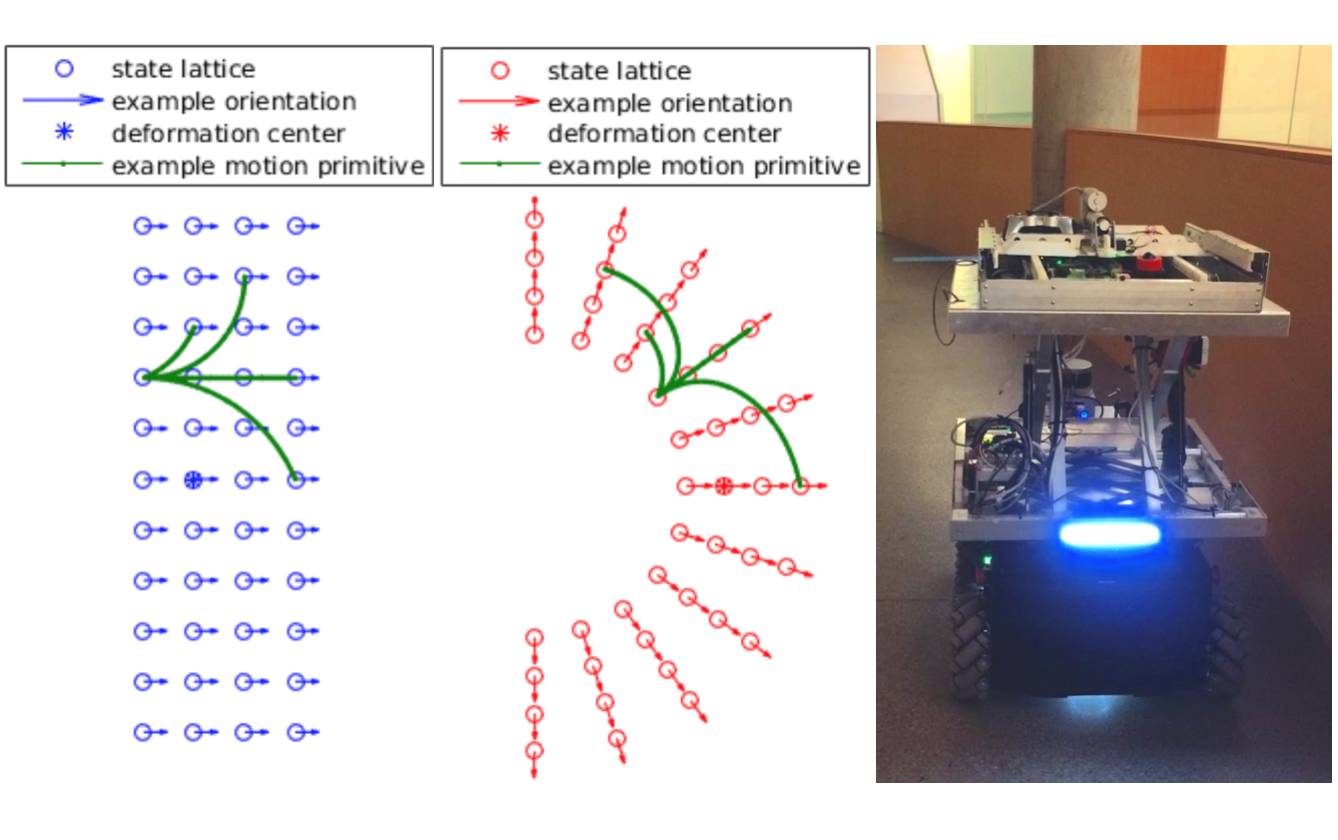 state lattice
example orientation
deformation center
example motion primitive
state lattice
example orientation
deformation center
example motion primitive